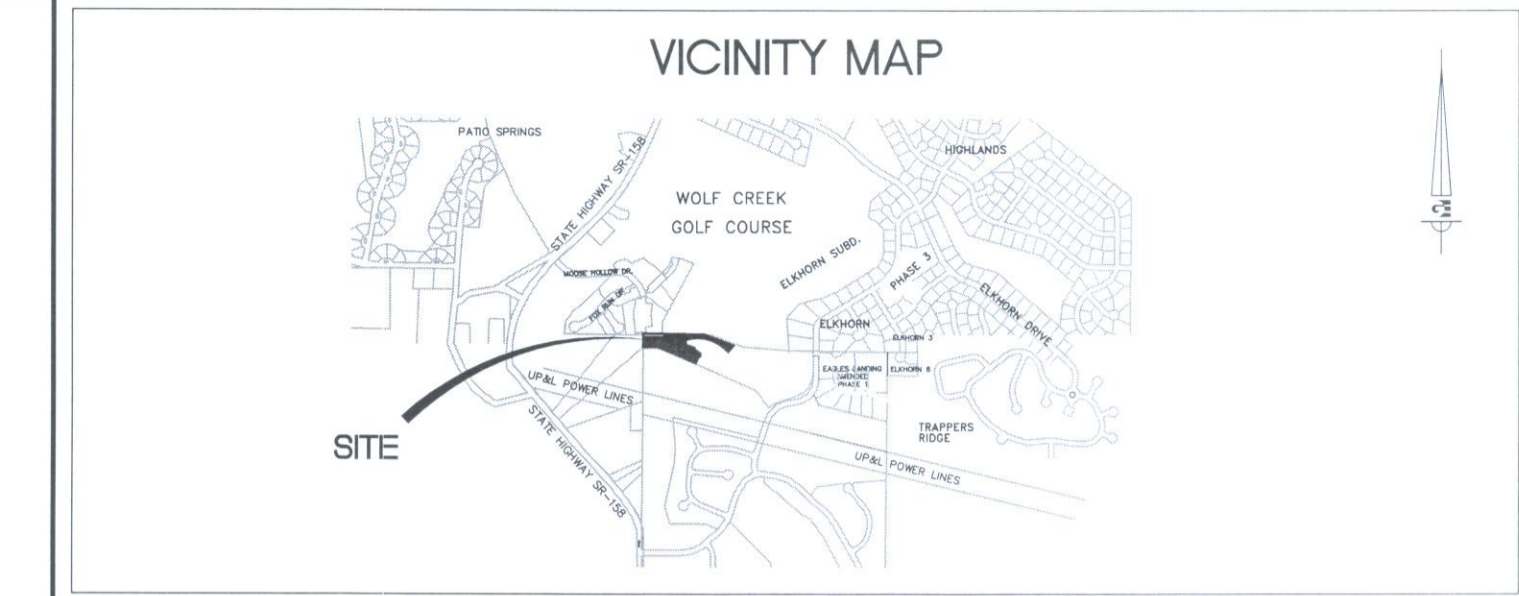 VICINITY MAP
PATIO SPRINGS
HIGHLANDS
STATE HIGHWAY SR-158
WOLF CREEK
GOLF COURSE
ELKHORN SUBD.
PHASE 3
MOOSE HOLLOW DR.
FOX RUN DR
ELKHORN DRIVE
ELKHORN
ELKHORN 3
EAGLES LANDING
AMENDED
PHASE 1
ELKHORN 6
UP&L POWER LINES
SITE
STATE HIGHWAY SR-158
TRAPPERS
RIDGE
UP&L POWER LINES